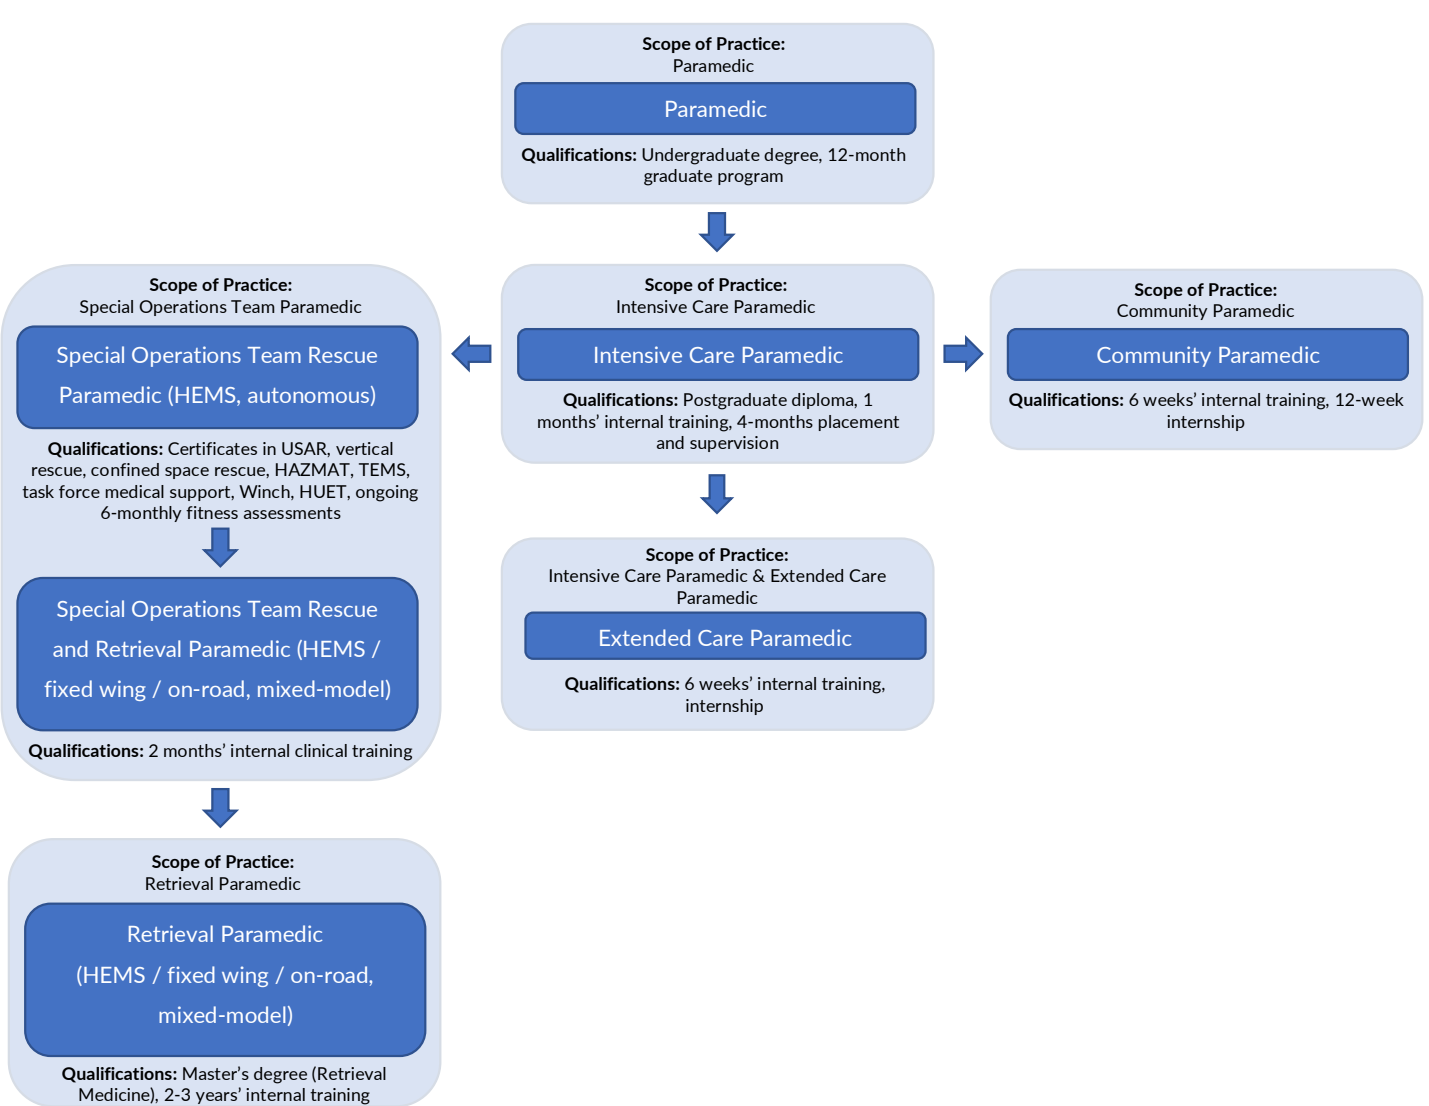 Scope of Practice:
Paramedic
Paramedic
Qualifications: Undergraduate degree, 12-month
graduate program
Scope of Practice:
Special Operations Team Paramedic
Special Operations Team Rescue
Paramedic (HEMS, autonomous)
Qualifications: Certificates in USAR, vertical
rescue, confined space rescue, HAZMAT, TEMS,
task force medical support, Winch, HUET, ongoing
6-monthly fitness assessments
Special Operations Team Rescue
and Retrieval Paramedic (HEMS /
fixed wing / on-road, mixed-model)
Qualifications: 2 months’ internal clinical training
Scope of Practice:
Intensive Care Paramedic
Intensive Care Paramedic
Qualifications: Postgraduate diploma, 1
months’ internal training, 4-months placement
and supervision
Scope of Practice:
Community Paramedic
Community Paramedic
Qualifications: 6 weeks’ internal training, 12-week
internship
Scope of Practice:
Intensive Care Paramedic & Extended Care
Paramedic
Extended Care Paramedic
Qualifications: 6 weeks’ internal training,
internship
Scope of Practice:
Retrieval Paramedic
Retrieval Paramedic
(HEMS / fixed wing / on-road,
mixed-model)
Qualifications: Master’s degree (Retrieval
Medicine), 2-3 years’ internal training